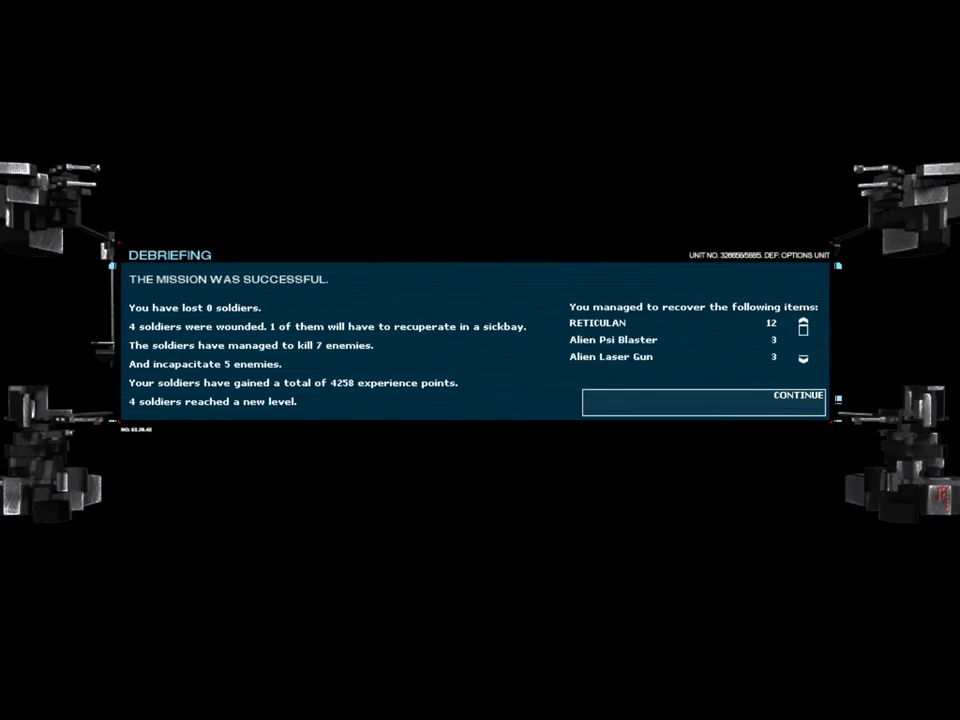 DEBRIEFING
UNIT NO. 326658/5665. DEF: OPTIONS UNIT
THE MISSION WAS SUCCESSFUL.
You have lost 0 soldiers.
4 soldiers were wounded. 1 of them will have to recuperate in a sickbay.
The soldiers have managed to kill 7 enemies.
And incapacitate 5 enemies.
Your soldiers have gained a total of 4258 experience points.
4 soldiers reached a new level.
You managed to recover the following items:
RETICULAN 12
Alien Psi Blaster 3
Alien Laser Gun 3
CONTINUE